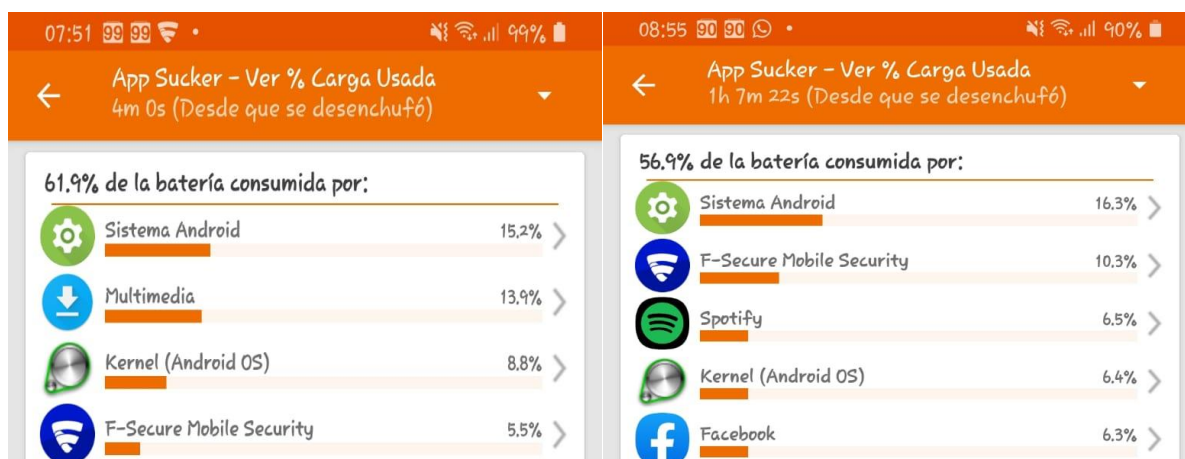 07:51 99 99 99%
App Sucker - Ver % Carga Usada
4m 0s (Desde que se desenchufó)
61.9% de la batería consumida por:
Sistema Android 15,2%
Multimedia 13,9%
Kernel (Android OS) 8,8%
F-Secure Mobile Security 5,5%
08:55 90 90 90%
App Sucker - Ver % Carga Usada
1h 7m 22s (Desde que se desenchufó)
56.9% de la batería consumida por:
Sistema Android 16,3%
F-Secure Mobile Security 10,3%
Spotify 6,5%
Kernel (Android OS) 6,4%
Facebook 6,3%